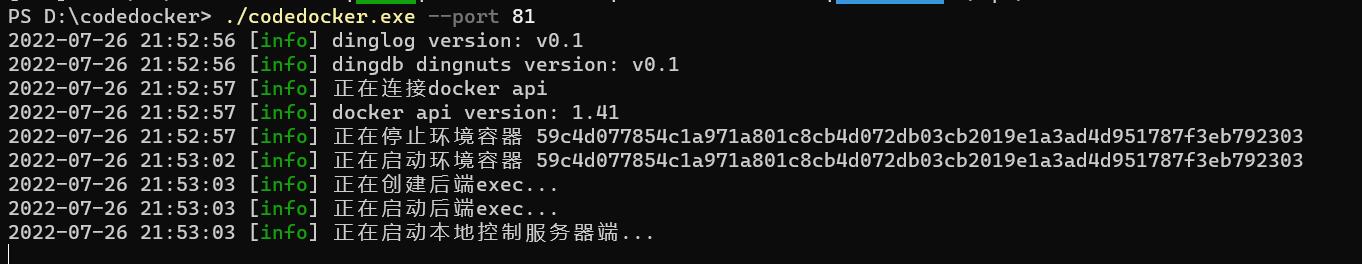 PS D:\codedocker> ./codedocker.exe --port 81
2022-07-26 21:52:56 [info] dinglog version: v0.1
2022-07-26 21:52:56 [info] dingdb dingnuts version: v0.1
2022-07-26 21:52:57 [info] 正在连接docker api
2022-07-26 21:52:57 [info] docker api version: 1.41
2022-07-26 21:52:57 [info] 正在停止环境容器 59c4d077854c1a971a801c8cb4d072db03cb2019e1a3ad4d951787f3eb792303
2022-07-26 21:53:02 [info] 正在启动环境容器 59c4d077854c1a971a801c8cb4d072db03cb2019e1a3ad4d951787f3eb792303
2022-07-26 21:53:03 [info] 正在创建后端exec...
2022-07-26 21:53:03 [info] 正在启动后端exec...
2022-07-26 21:53:03 [info] 正在启动本地控制服务器端...